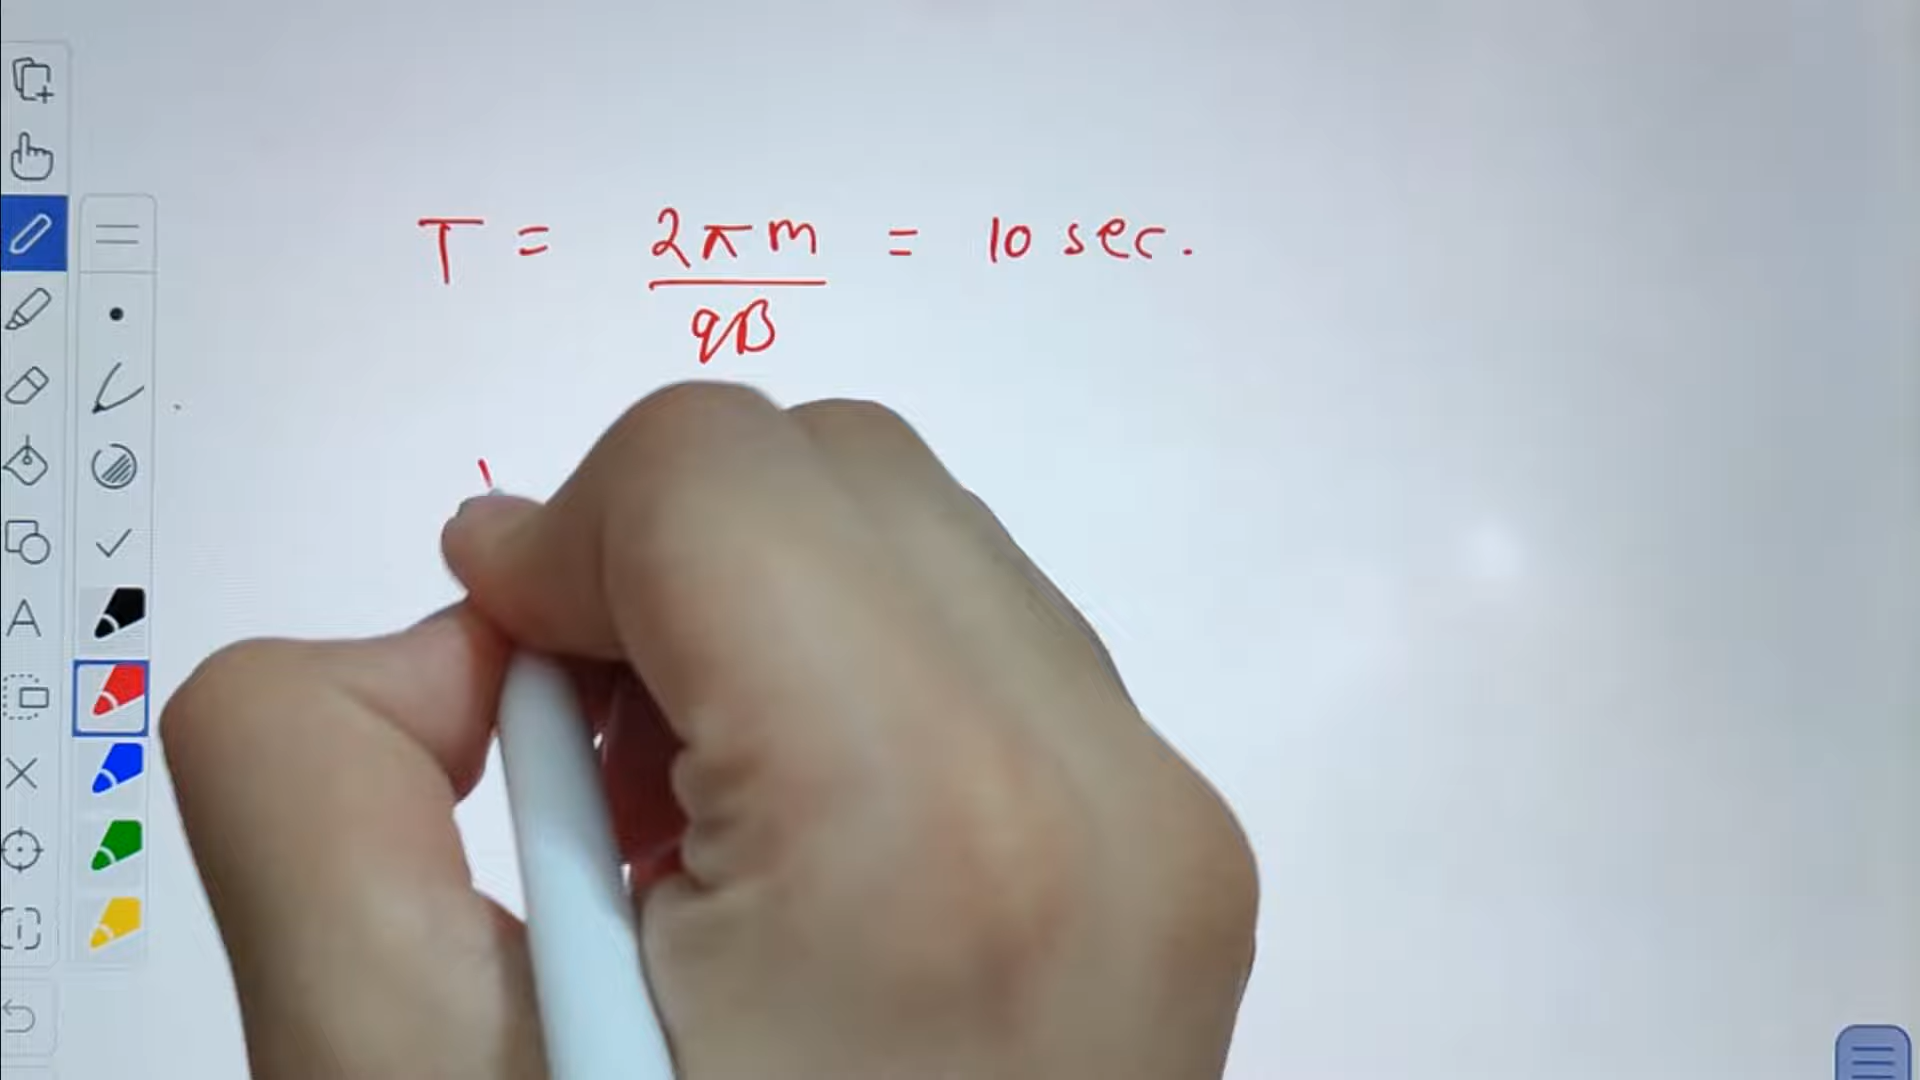 T = 2πm / qB = 10 sec.
A